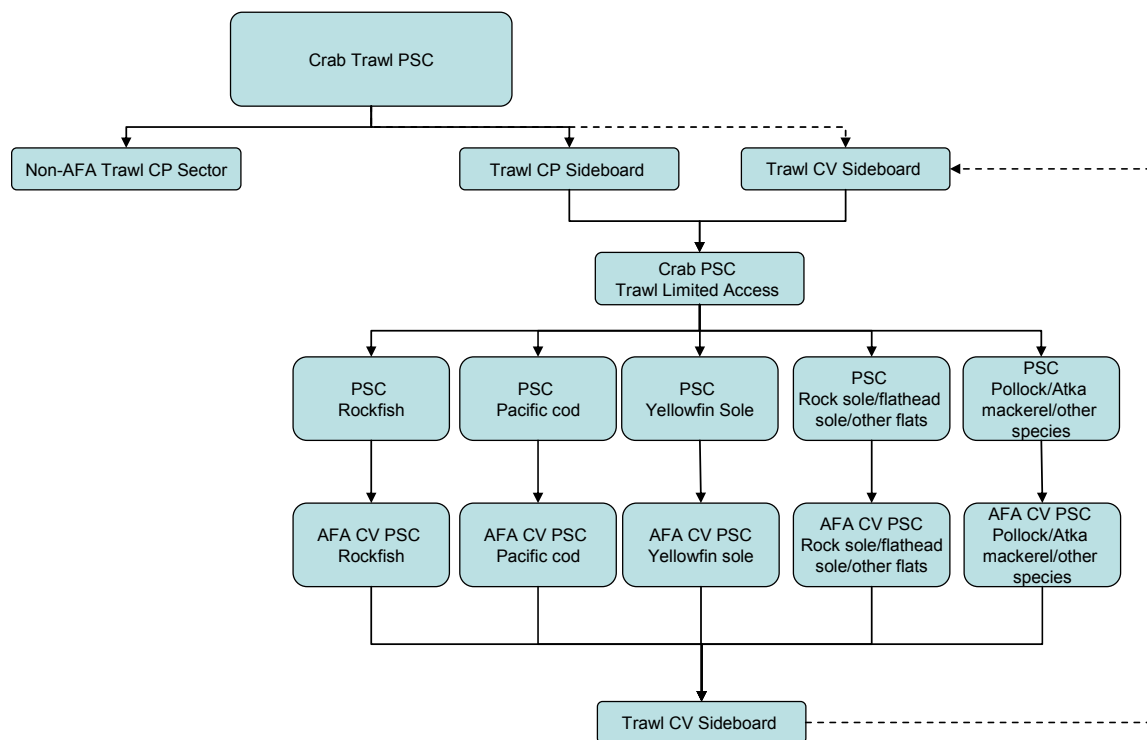 Crab Trawl PSC
Non-AFA Trawl CP Sector
Trawl CP Sideboard
Trawl CV Sideboard
Crab PSC
Trawl Limited Access
PSC
Rockfish
PSC
Pacific cod
PSC
Yellowfin Sole
PSC
Rock sole/flathead
sole/other flats
PSC
Pollock/Atka
mackerel/other
species
AFA CV PSC
Rockfish
AFA CV PSC
Pacific cod
AFA CV PSC
Yellowfin sole
AFA CV PSC
Rock sole/flathead
sole/other flats
AFA CV PSC
Pollock/Atka
mackerel/other
species
Trawl CV Sideboard